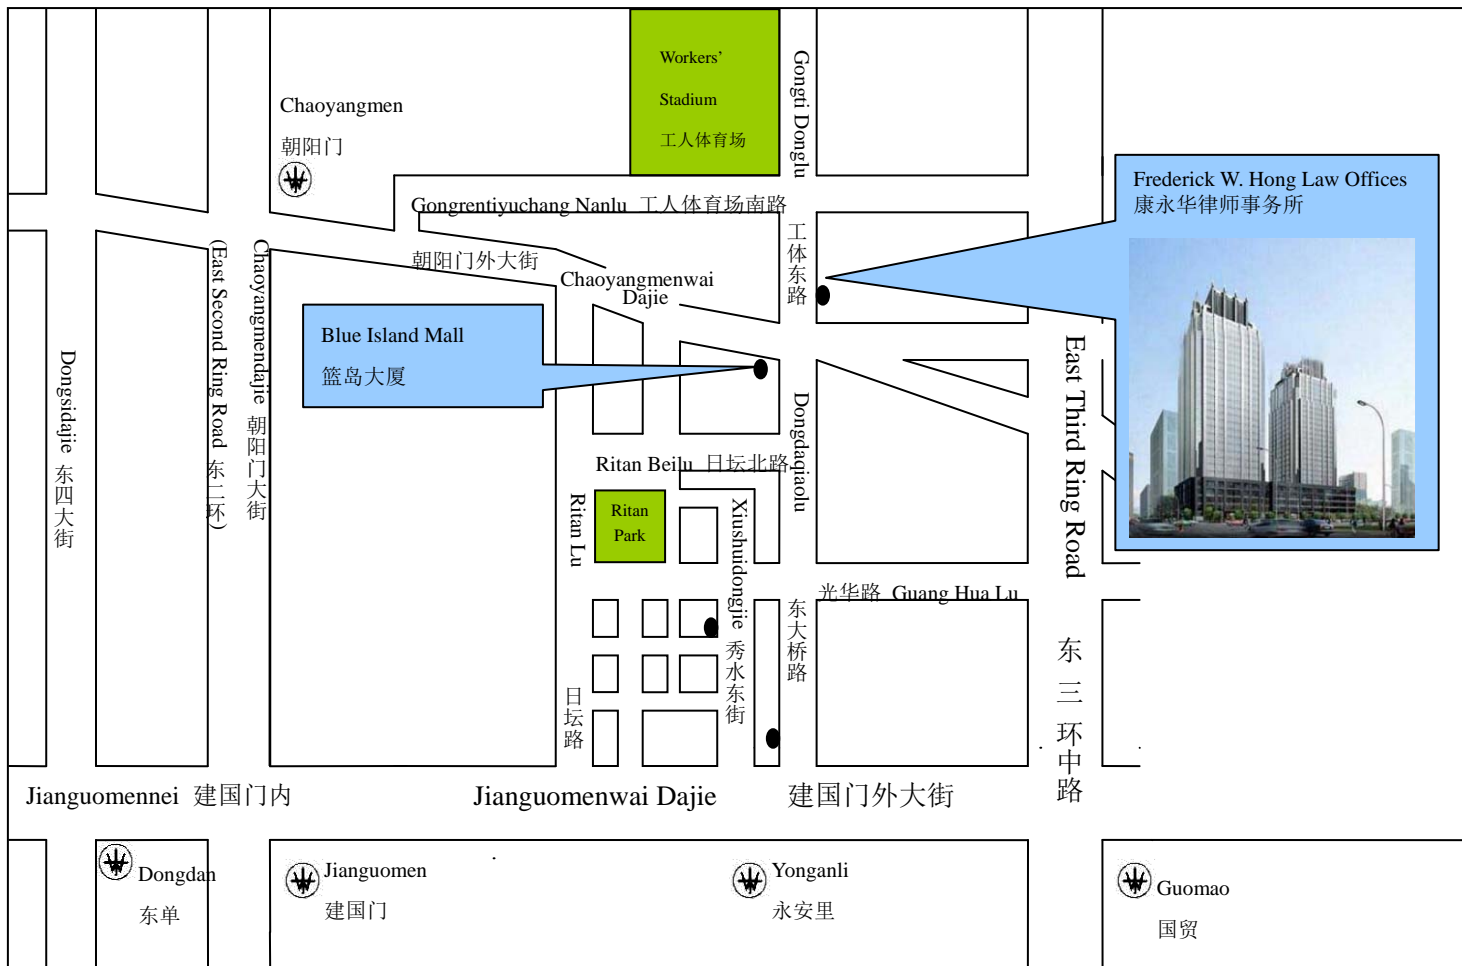 Workers’
Stadium
工人体育场
Gongti Donglu
工体东路
Chaoyangmen
朝阳门
Frederick W. Hong Law Offices
康永华律师事务所
Gongrentiyuchang Nanlu 工人体育场南路
朝阳门外大街
Chaoyangmenwai
Dajie
Blue Island Mall
篮岛大厦
Dongsidajie 东四大街
(East Second Ring Road 东二环)
Chaoyangmendajie 朝阳门大街
East Third Ring Road
东三环中路
Dongdaqiaolu
东大桥路
Ritan Beilu 日坛北路
Ritan Lu
日坛路
Ritan
Park
Xiushuidongjie 秀水东街
光华路 Guang Hua Lu
Jianguomennei 建国门内
Jianguomenwai Dajie 建国门外大街
Dongdan
东单
Jianguomen
建国门
Yonganli
永安里
Guomao
国贸